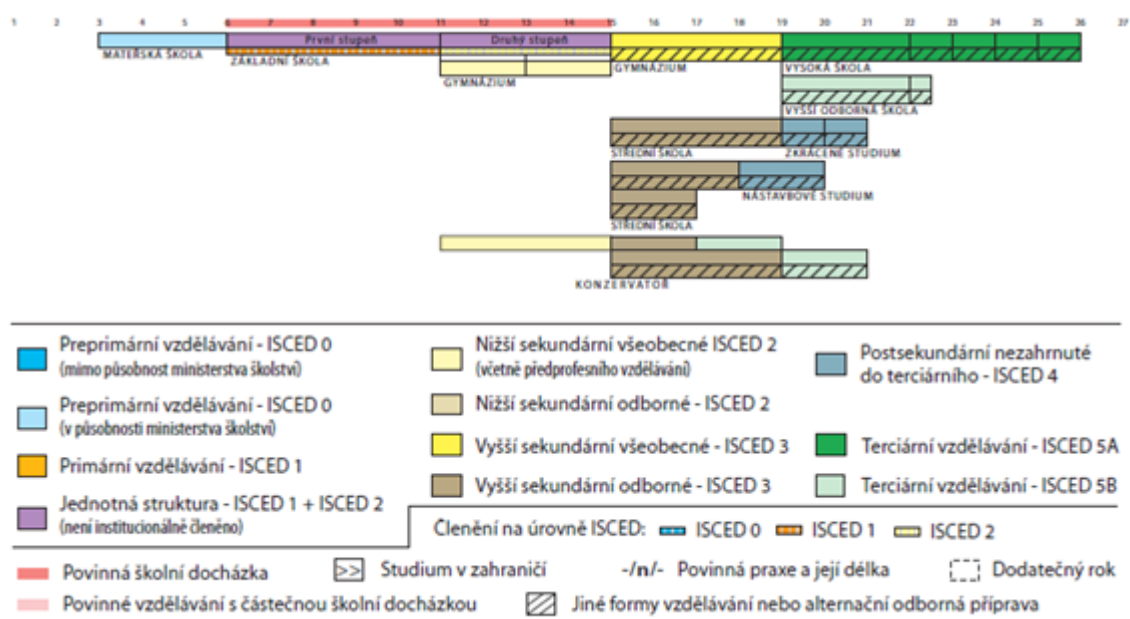 1 2 3 4 5 6 7 8 9 10 11 12 13 14 15 16 17 18 19 20 21 22 23 24 25 26 27
První stupeň Druhý stupeň
MATEŘSKÁ ŠKOLA ZÁKLADNÍ ŠKOLA GYMNÁZIUM VYSOKÁ ŠKOLA
GYMNÁZIUM
VYŠŠÍ ODBORNÁ ŠKOLA
STŘEDNÍ ŠKOLA ZKRÁCENÉ STUDIUM
NÁSTAVBOVÉ STUDIUM
STŘEDNÍ ŠKOLA
KONZERVATOŘ
Preprimární vzdělávání - ISCED 0
(mimo působnost ministerstva školství)
Preprimární vzdělávání - ISCED 0
(v působnosti ministerstva školství)
Primární vzdělávání - ISCED 1
Jednotná struktura - ISCED 1 + ISCED 2
(není institucionálně členěno)
Nižší sekundární všeobecné ISCED 2
(včetně předprofesního vzdělávání)
Nižší sekundární odborné - ISCED 2
Vyšší sekundární všeobecné - ISCED 3
Vyšší sekundární odborné - ISCED 3
Postsekundární nezahrnuté
do terciárního - ISCED 4
Terciární vzdělávání - ISCED 5A
Terciární vzdělávání - ISCED 5B
Členění na úrovně ISCED: ISCED 0 ISCED 1 ISCED 2
Povinná školní docházka >> Studium v zahraničí -/n/- Povinná praxe a její délka Dodatečný rok
Povinné vzdělávání s částečnou školní docházkou Jiné formy vzdělávání nebo alternační odborná příprava